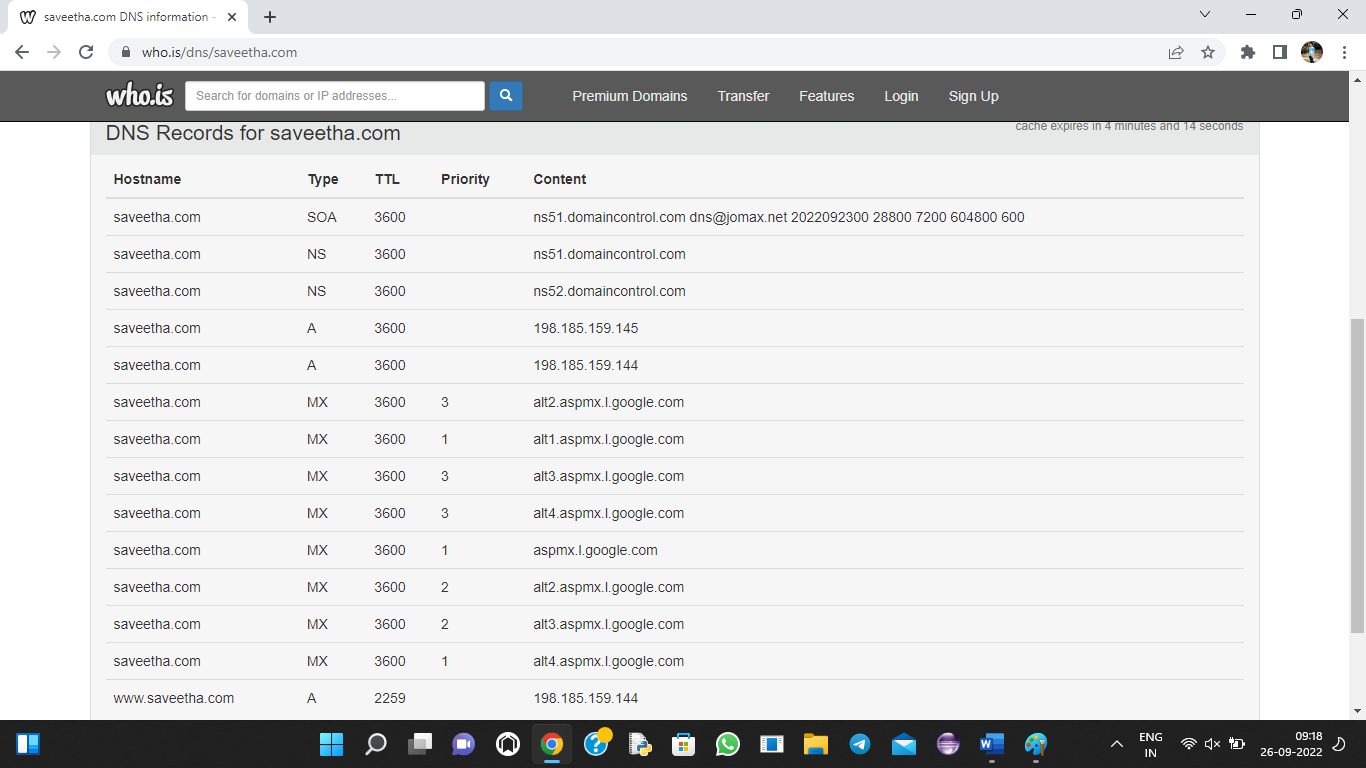 saveetha.com DNS information -
who.is/dns/saveetha.com
who.is Search for domains or IP addresses... Premium Domains Transfer Features Login Sign Up
DNS Records for saveetha.com cache expires in 4 minutes and 14 seconds
Hostname Type TTL Priority Content
saveetha.com SOA 3600 ns51.domaincontrol.com dns@jomax.net 2022092300 28800 7200 604800 600
saveetha.com NS 3600 ns51.domaincontrol.com
saveetha.com NS 3600 ns52.domaincontrol.com
saveetha.com A 3600 198.185.159.145
saveetha.com A 3600 198.185.159.144
saveetha.com MX 3600 3 alt2.aspmx.l.google.com
saveetha.com MX 3600 1 alt1.aspmx.l.google.com
saveetha.com MX 3600 3 alt3.aspmx.l.google.com
saveetha.com MX 3600 3 alt4.aspmx.l.google.com
saveetha.com MX 3600 1 aspmx.l.google.com
saveetha.com MX 3600 2 alt2.aspmx.l.google.com
saveetha.com MX 3600 2 alt3.aspmx.l.google.com
saveetha.com MX 3600 1 alt4.aspmx.l.google.com
www.saveetha.com A 2259 198.185.159.144
ENG 09:18
IN 26-09-2022